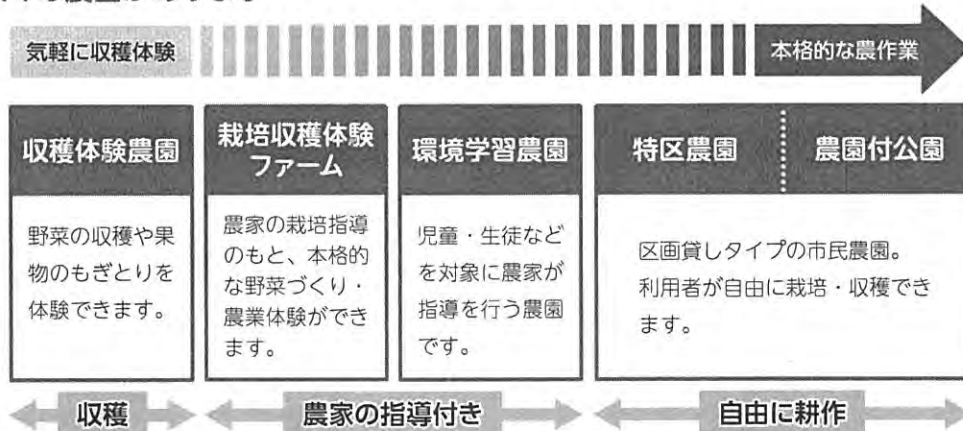 気軽に収穫体験
本格的な農作業
収穫体験農園
野菜の収穫や果
物のもぎとりを
体験できます。
栽培収穫体験
ファーム
農家の栽培指導
のもと、本格的
な野菜づくり・
農業体験ができ
ます。
環境学習農園
児童・生徒など
を対象に農家が
指導を行う農園
です。
特区農園
農園付公園
区画貸しタイプの市民農園。
利用者が自由に栽培・収穫でき
ます。
収穫
農家の指導付き
自由に耕作